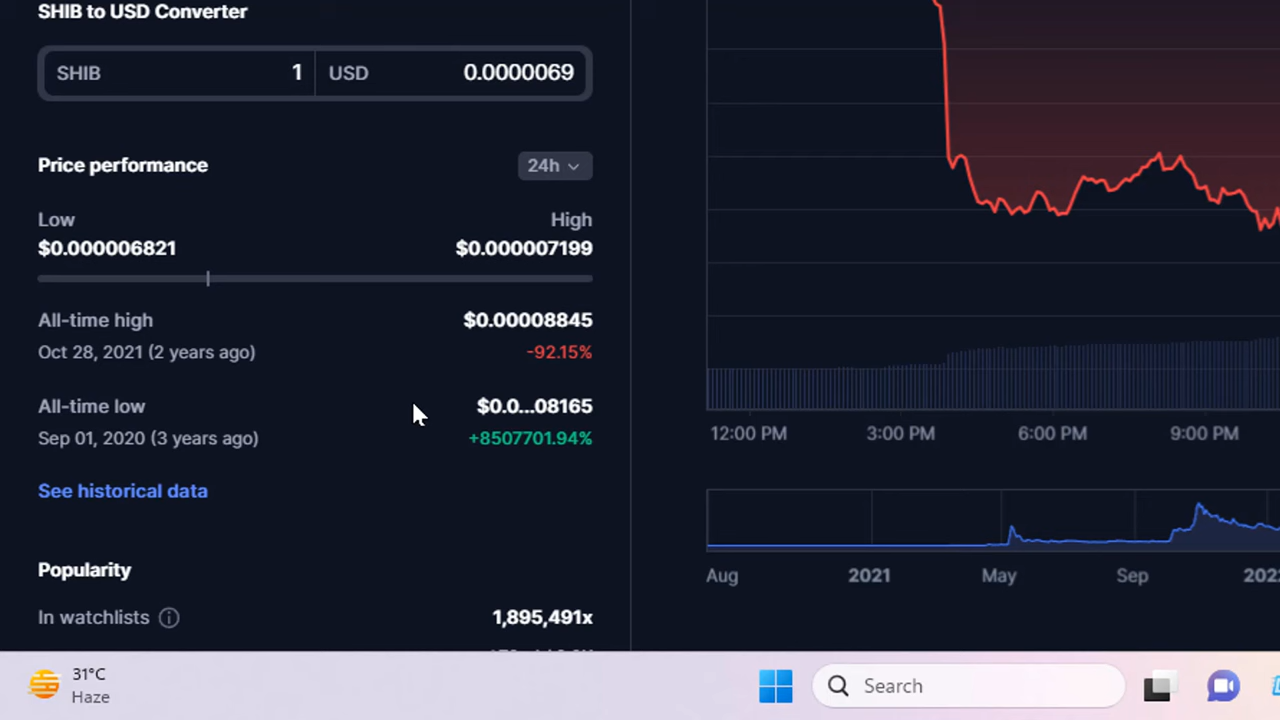 SHIB to USD Converter
SHIB 1 USD 0.0000069
Price performance 24h
Low High
$0.000006821 $0.000007199
All-time high $0.00008845
Oct 28, 2021 (2 years ago) -92.15%
All-time low $0.0...08165
Sep 01, 2020 (3 years ago) +8507701.94%
See historical data
Popularity
In watchlists 1,895,491x
12:00 PM 3:00 PM 6:00 PM 9:00 PM
Aug 2021 May Sep
31°C
Haze
Search